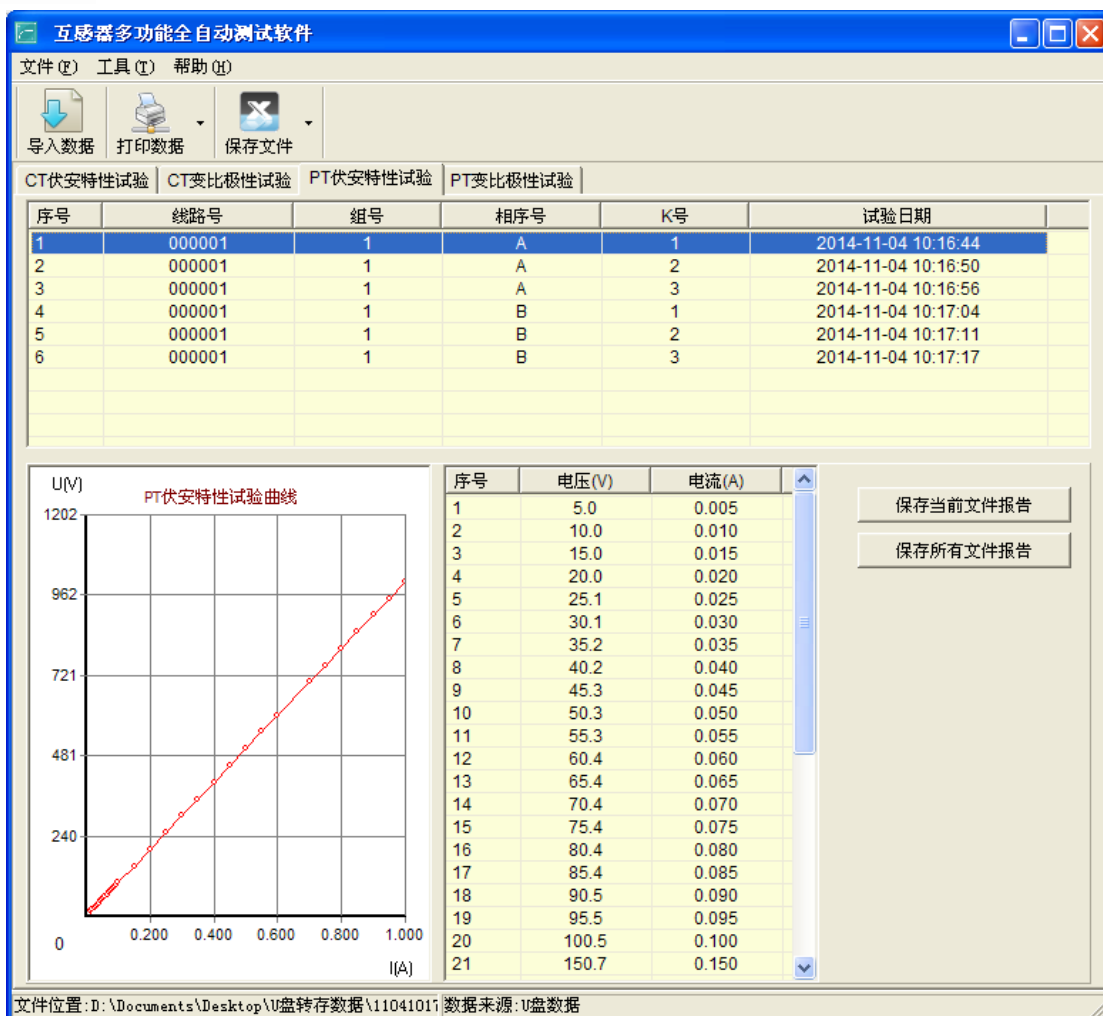 互感器多功能全自动测试软件
文件(F) 工具(T) 帮助(H)
导入数据 打印数据 保存文件
CT伏安特性试验 CT变比极性试验 PT伏安特性试验 PT变比极性试验
序号 线路号 组号 相序号 K号 试验日期
1 000001 1 A 1 2014-11-04 10:16:44
2 000001 1 A 2 2014-11-04 10:16:50
3 000001 1 A 3 2014-11-04 10:16:56
4 000001 1 B 1 2014-11-04 10:17:04
5 000001 1 B 2 2014-11-04 10:17:11
6 000001 1 B 3 2014-11-04 10:17:17
U(V)
PT伏安特性试验曲线
1202
962
721
481
240
0 0.200 0.400 0.600 0.800 1.000
I(A)
序号 电压(V) 电流(A)
1 5.0 0.005
2 10.0 0.010
3 15.0 0.015
4 20.0 0.020
5 25.1 0.025
6 30.1 0.030
7 35.2 0.035
8 40.2 0.040
9 45.3 0.045
10 50.3 0.050
11 55.3 0.055
12 60.4 0.060
13 65.4 0.065
14 70.4 0.070
15 75.4 0.075
16 80.4 0.080
17 85.4 0.085
18 90.5 0.090
19 95.5 0.095
20 100.5 0.100
21 150.7 0.150
保存当前文件报告
保存所有文件报告
文件位置:D:\Documents\Desktop\U盘转存数据\11041017 数据来源:U盘数据